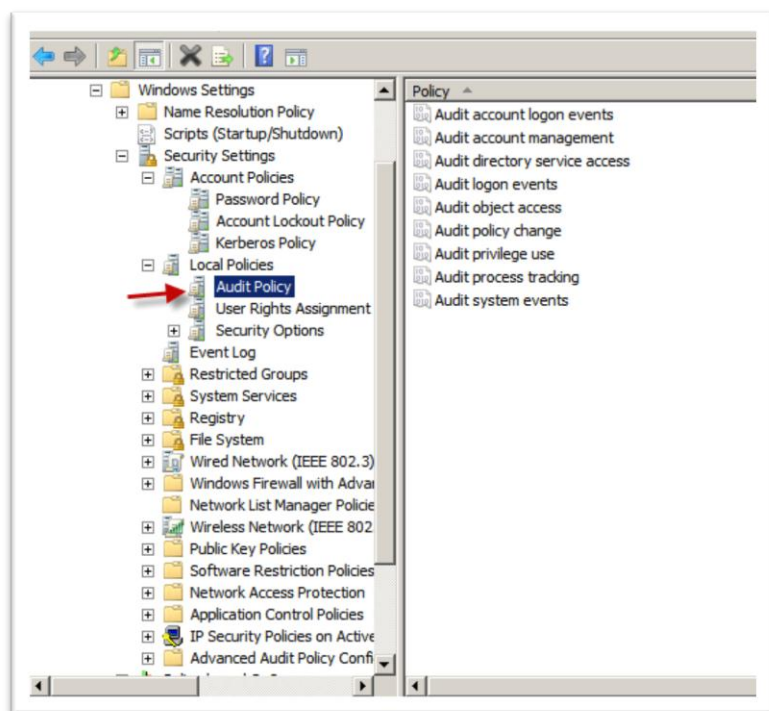 Windows Settings
Name Resolution Policy
Scripts (Startup/Shutdown)
Security Settings
Account Policies
Password Policy
Account Lockout Policy
Kerberos Policy
Local Policies
Audit Policy
User Rights Assignment
Security Options
Event Log
Restricted Groups
System Services
Registry
File System
Wired Network (IEEE 802.3)
Windows Firewall with Advan
Network List Manager Policie
Wireless Network (IEEE 802
Public Key Policies
Software Restriction Policies
Network Access Protection
Application Control Policies
IP Security Policies on Active
Advanced Audit Policy Confi
Policy
Audit account logon events
Audit account management
Audit directory service access
Audit logon events
Audit object access
Audit policy change
Audit privilege use
Audit process tracking
Audit system events